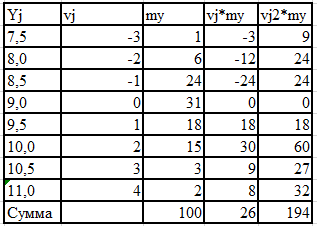 Yj vj my vj*my vj2*my
7,5 -3 1 -3 9
8,0 -2 6 -12 24
8,5 -1 24 -24 24
9,0 0 31 0 0
9,5 1 18 18 18
10,0 2 15 30 60
10,5 3 3 9 27
11,0 4 2 8 32
Сумма 100 26 194